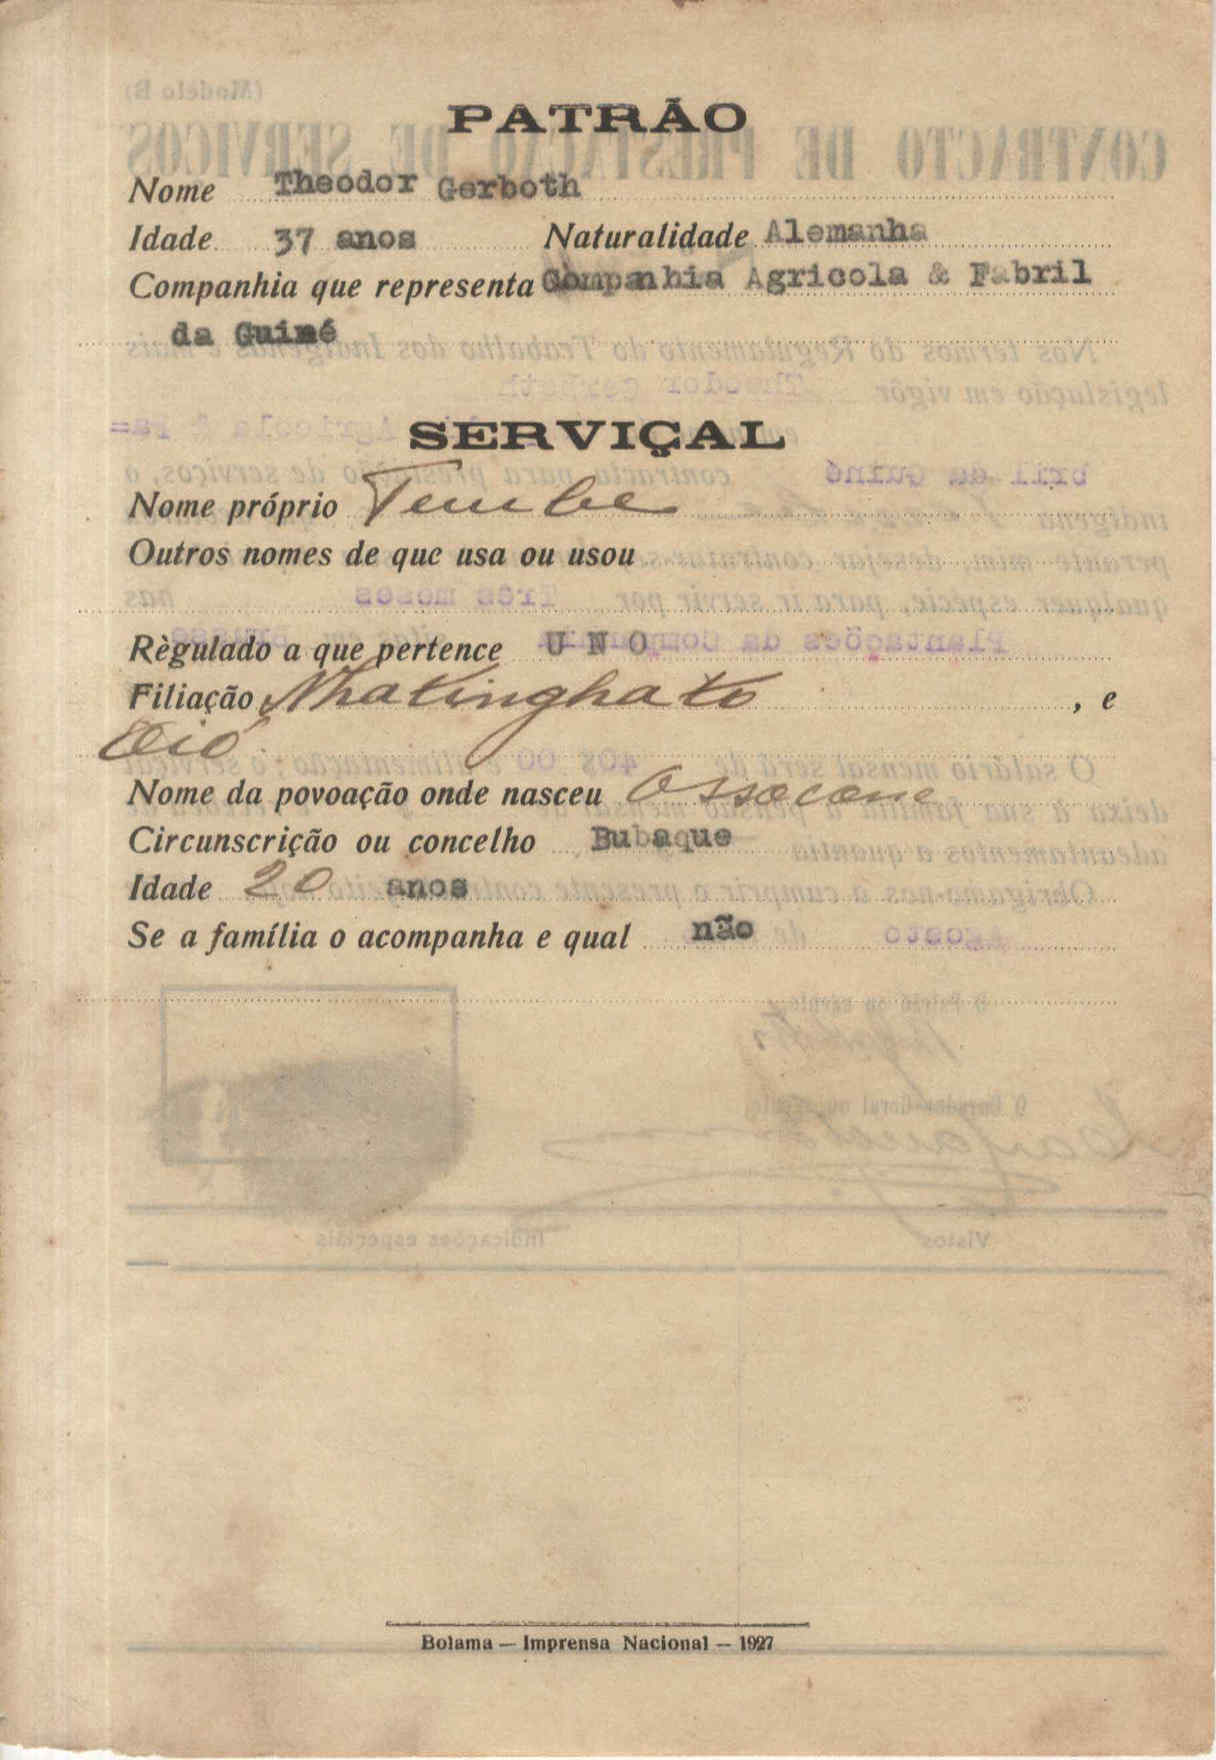 PATRÃO
Nome Theodor Gerboth
Idade 37 anos Naturalidade Alemanha
Companhia que representa Companhia Agricola & Fabril
da Guiné
SERVIÇAL
Nome próprio Tembe
Outros nomes de que usa ou usou
Règulado a que pertence U N O
Filiação Nhatinghato , e
Oió
Nome da povoação onde nasceu Ossocane
Circunscrição ou concelho Bubaque
Idade 20 anos
Se a família o acompanha e qual não
Bolama — Imprensa Nacional — 1927